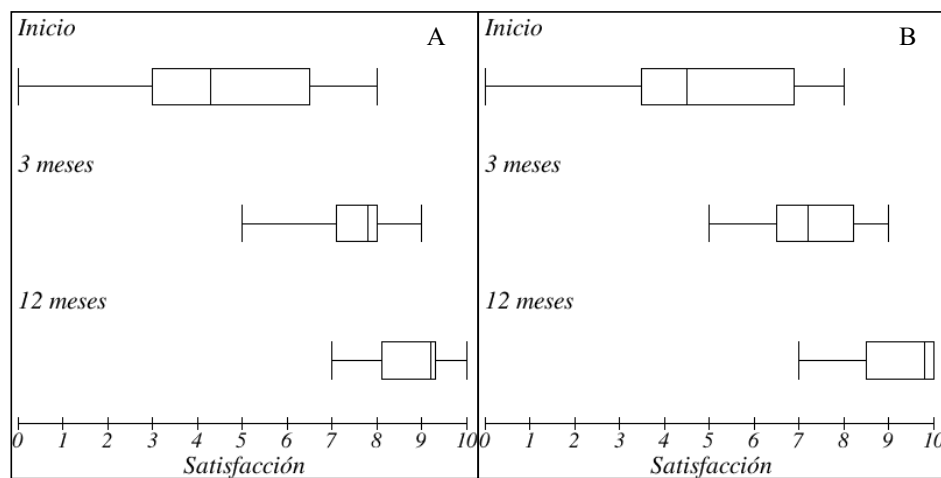 Inicio A
3 meses
12 meses
0 1 2 3 4 5 6 7 8 9 10
Satisfacción
Inicio B
3 meses
12 meses
0 1 2 3 4 5 6 7 8 9 10
Satisfacción